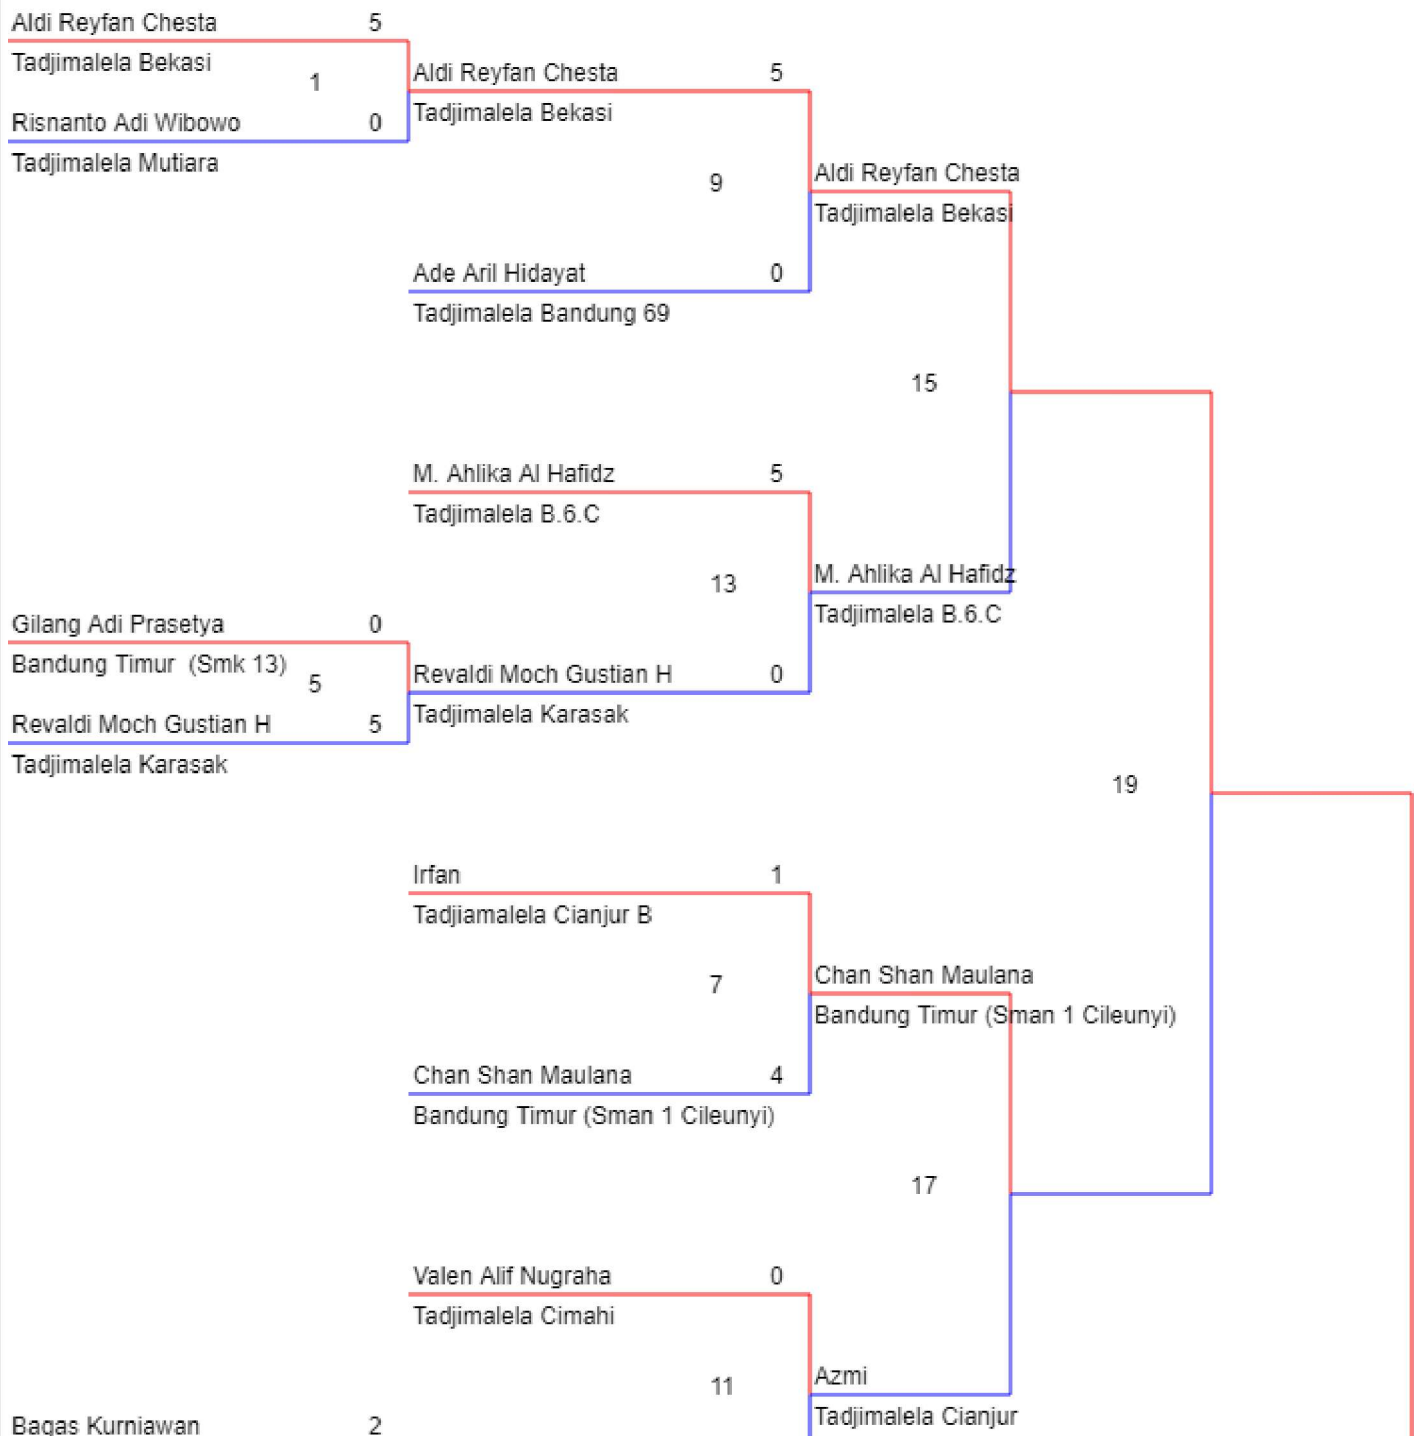 Aldi Reyfan Chesta 5
Tadjimalela Bekasi
1
Aldi Reyfan Chesta 5
Risnanto Adi Wibowo 0
Tadjimalela Bekasi
Tadjimalela Mutiara
9
Aldi Reyfan Chesta
Tadjimalela Bekasi
Ade Aril Hidayat 0
Tadjimalela Bandung 69
15
M. Ahlika Al Hafidz 5
Tadjimalela B.6.C
13
M. Ahlika Al Hafidz
Tadjimalela B.6.C
Gilang Adi Prasetya 0
Bandung Timur (Smk 13)
5
Revaldi Moch Gustian H 0
Revaldi Moch Gustian H 5
Tadjimalela Karasak
Tadjimalela Karasak
19
Irfan 1
Tadjiamalela Cianjur B
7
Chan Shan Maulana
Bandung Timur (Sman 1 Cileunyi)
Chan Shan Maulana 4
Bandung Timur (Sman 1 Cileunyi)
17
Valen Alif Nugraha 0
Tadjimalela Cimahi
11
Azmi
Tadjimalela Cianjur
Bagas Kurniawan 2